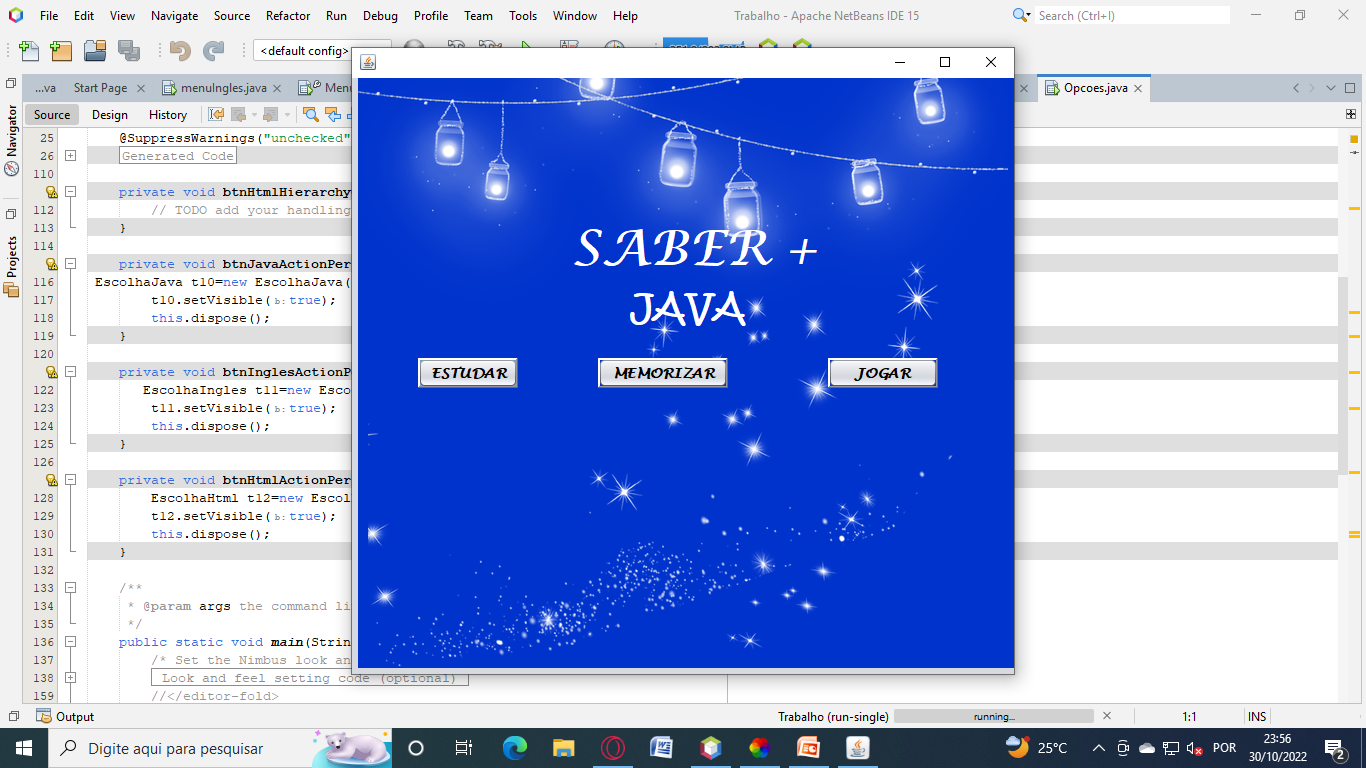 File Edit View Navigate Source Refactor Run Debug Profile Team Tools Window Help Trabalho - Apache NetBeans IDE 15 Search (Ctrl+I)
<default config>
...va Start Page menuIngles.java Menu Opcoes.java
Source Design History
Navigator
Projects
25 @SuppressWarnings("unchecked"
26 Generated Code
110
private void btnHtmlHierarchy
112 // TODO add your handling
113 }
114
private void btnJavaActionPer
116 EscolhaJava t10=new EscolhaJava(
117 t10.setVisible(b:true);
118 this.dispose();
119 }
120
private void btnInglesActionP
122 EscolhaIngles t11=new Esco
123 t11.setVisible(b:true);
124 this.dispose();
125 }
126
private void btnHtmlActionPer
128 EscolhaHtml t12=new Escol
129 t12.setVisible(b:true);
130 this.dispose();
131 }
132
133 /**
134 * @param args the command li
135 */
136 public static void main(Strin
137 /* Set the Nimbus look an
138 Look and feel setting code (optional)
159 //</editor-fold>
SABER +
JAVA
ESTUDAR MEMORIZAR JOGAR
Output Trabalho (run-single) running... 1:1 INS
Digite aqui para pesquisar 25°C POR 23:56
30/10/2022 2